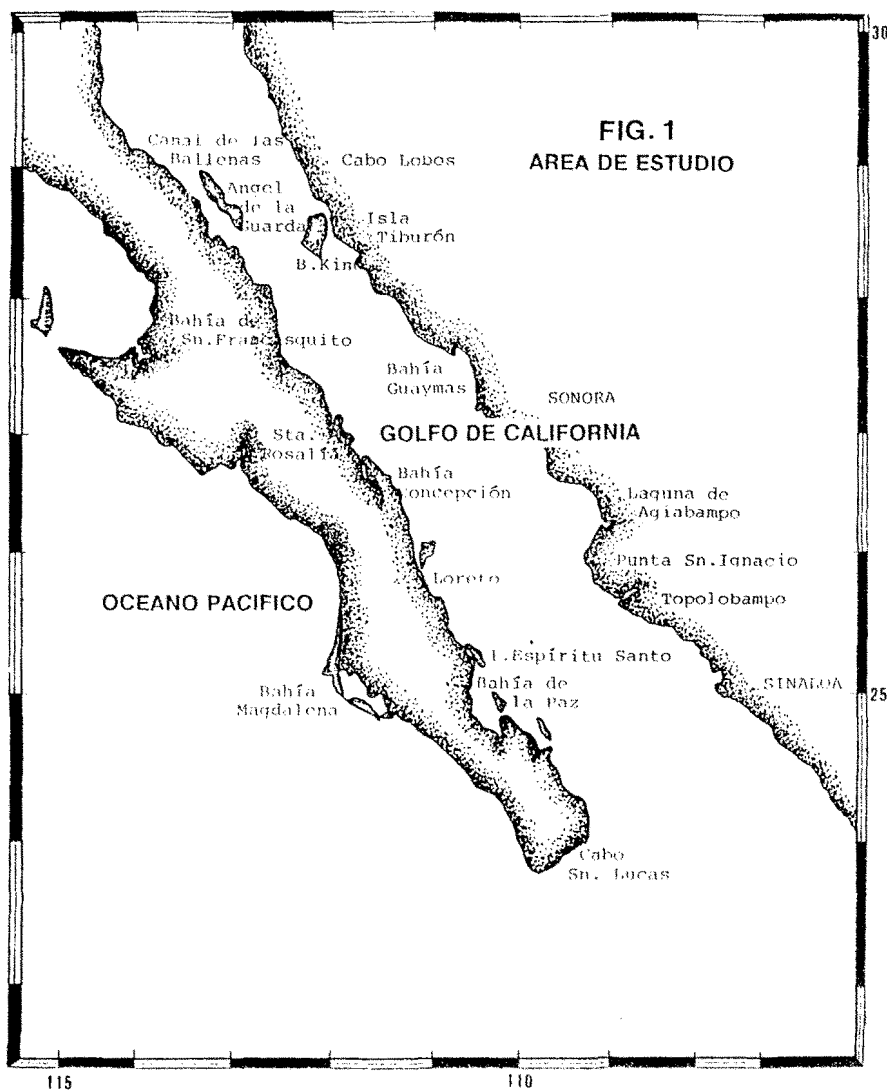 30
FIG. 1
AREA DE ESTUDIO
Canal de las
Ballenas
Cabo Lobos
Angel
de la
Guarda
Isla
Tiburón
B.Kino
Bahía de
Sn.Francisquito
Bahía
Guaymas
SONORA
GOLFO DE CALIFORNIA
Sta.
Rosalía
Bahía
Concepción
Laguna de
Agiabampo
Punta Sn.Ignacio
Loreto
Topolobampo
OCEANO PACIFICO
I.Espíritu Santo
Bahía de
la Paz
SINALOA
25
Bahía
Magdalena
Cabo
Sn. Lucas
115
110